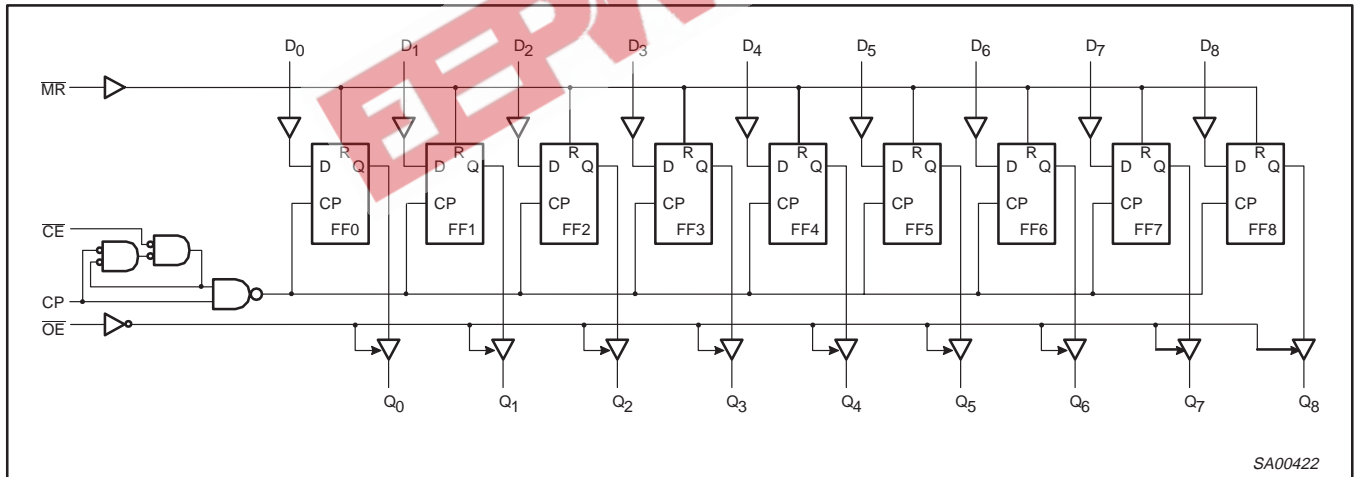 D0 D1 D2 D3 D4 D5 D6 D7 D8
MR
R R R R R R R R R
D Q D Q D Q D Q D Q D Q D Q D Q D Q
CP CP CP CP CP CP CP CP CP
FF0 FF1 FF2 FF3 FF4 FF5 FF6 FF7 FF8
CE
CP
OE
Q0 Q1 Q2 Q3 Q4 Q5 Q6 Q7 Q8
SA00422